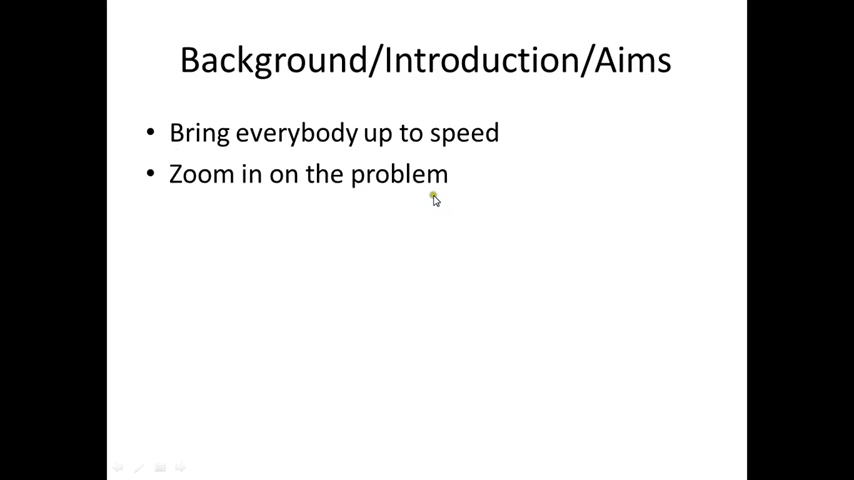 Background/Introduction/Aims
• Bring everybody up to speed
• Zoom in on the problem